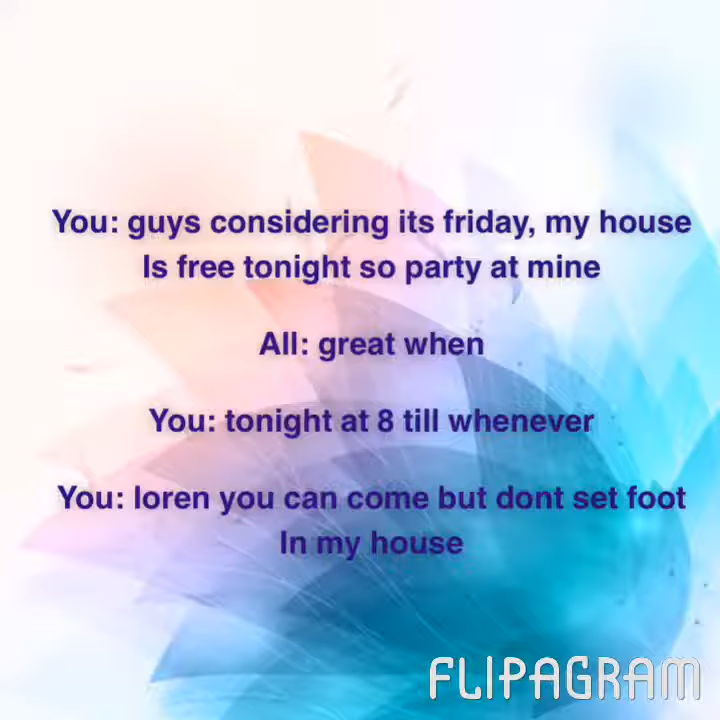 You: guys considering its friday, my house
Is free tonight so party at mine
All: great when
You: tonight at 8 till whenever
You: loren you can come but dont set foot
In my house
FLIPAGRAM